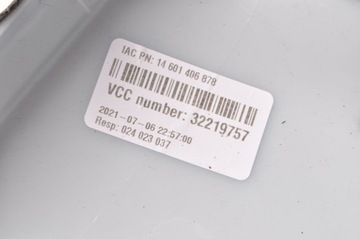 IAC PN: 14 601 406 878
VCC number: 32219757
2021-07-06 22:57:00
Resp: 024 023 037